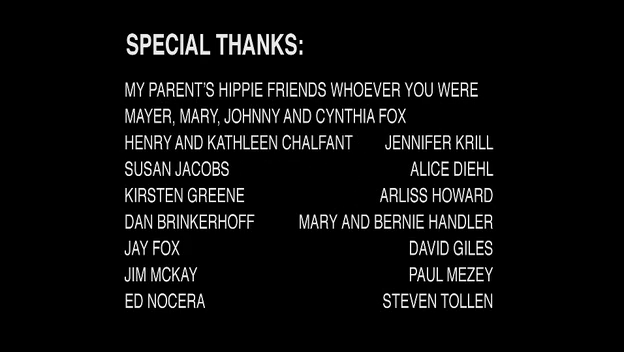 SPECIAL THANKS:
MY PARENT'S HIPPIE FRIENDS WHOEVER YOU WERE
MAYER, MARY, JOHNNY AND CYNTHIA FOX
HENRY AND KATHLEEN CHALFANT JENNIFER KRILL
SUSAN JACOBS ALICE DIEHL
KIRSTEN GREENE ARLISS HOWARD
DAN BRINKERHOFF MARY AND BERNIE HANDLER
JAY FOX DAVID GILES
JIM MCKAY PAUL MEZEY
ED NOCERA STEVEN TOLLEN